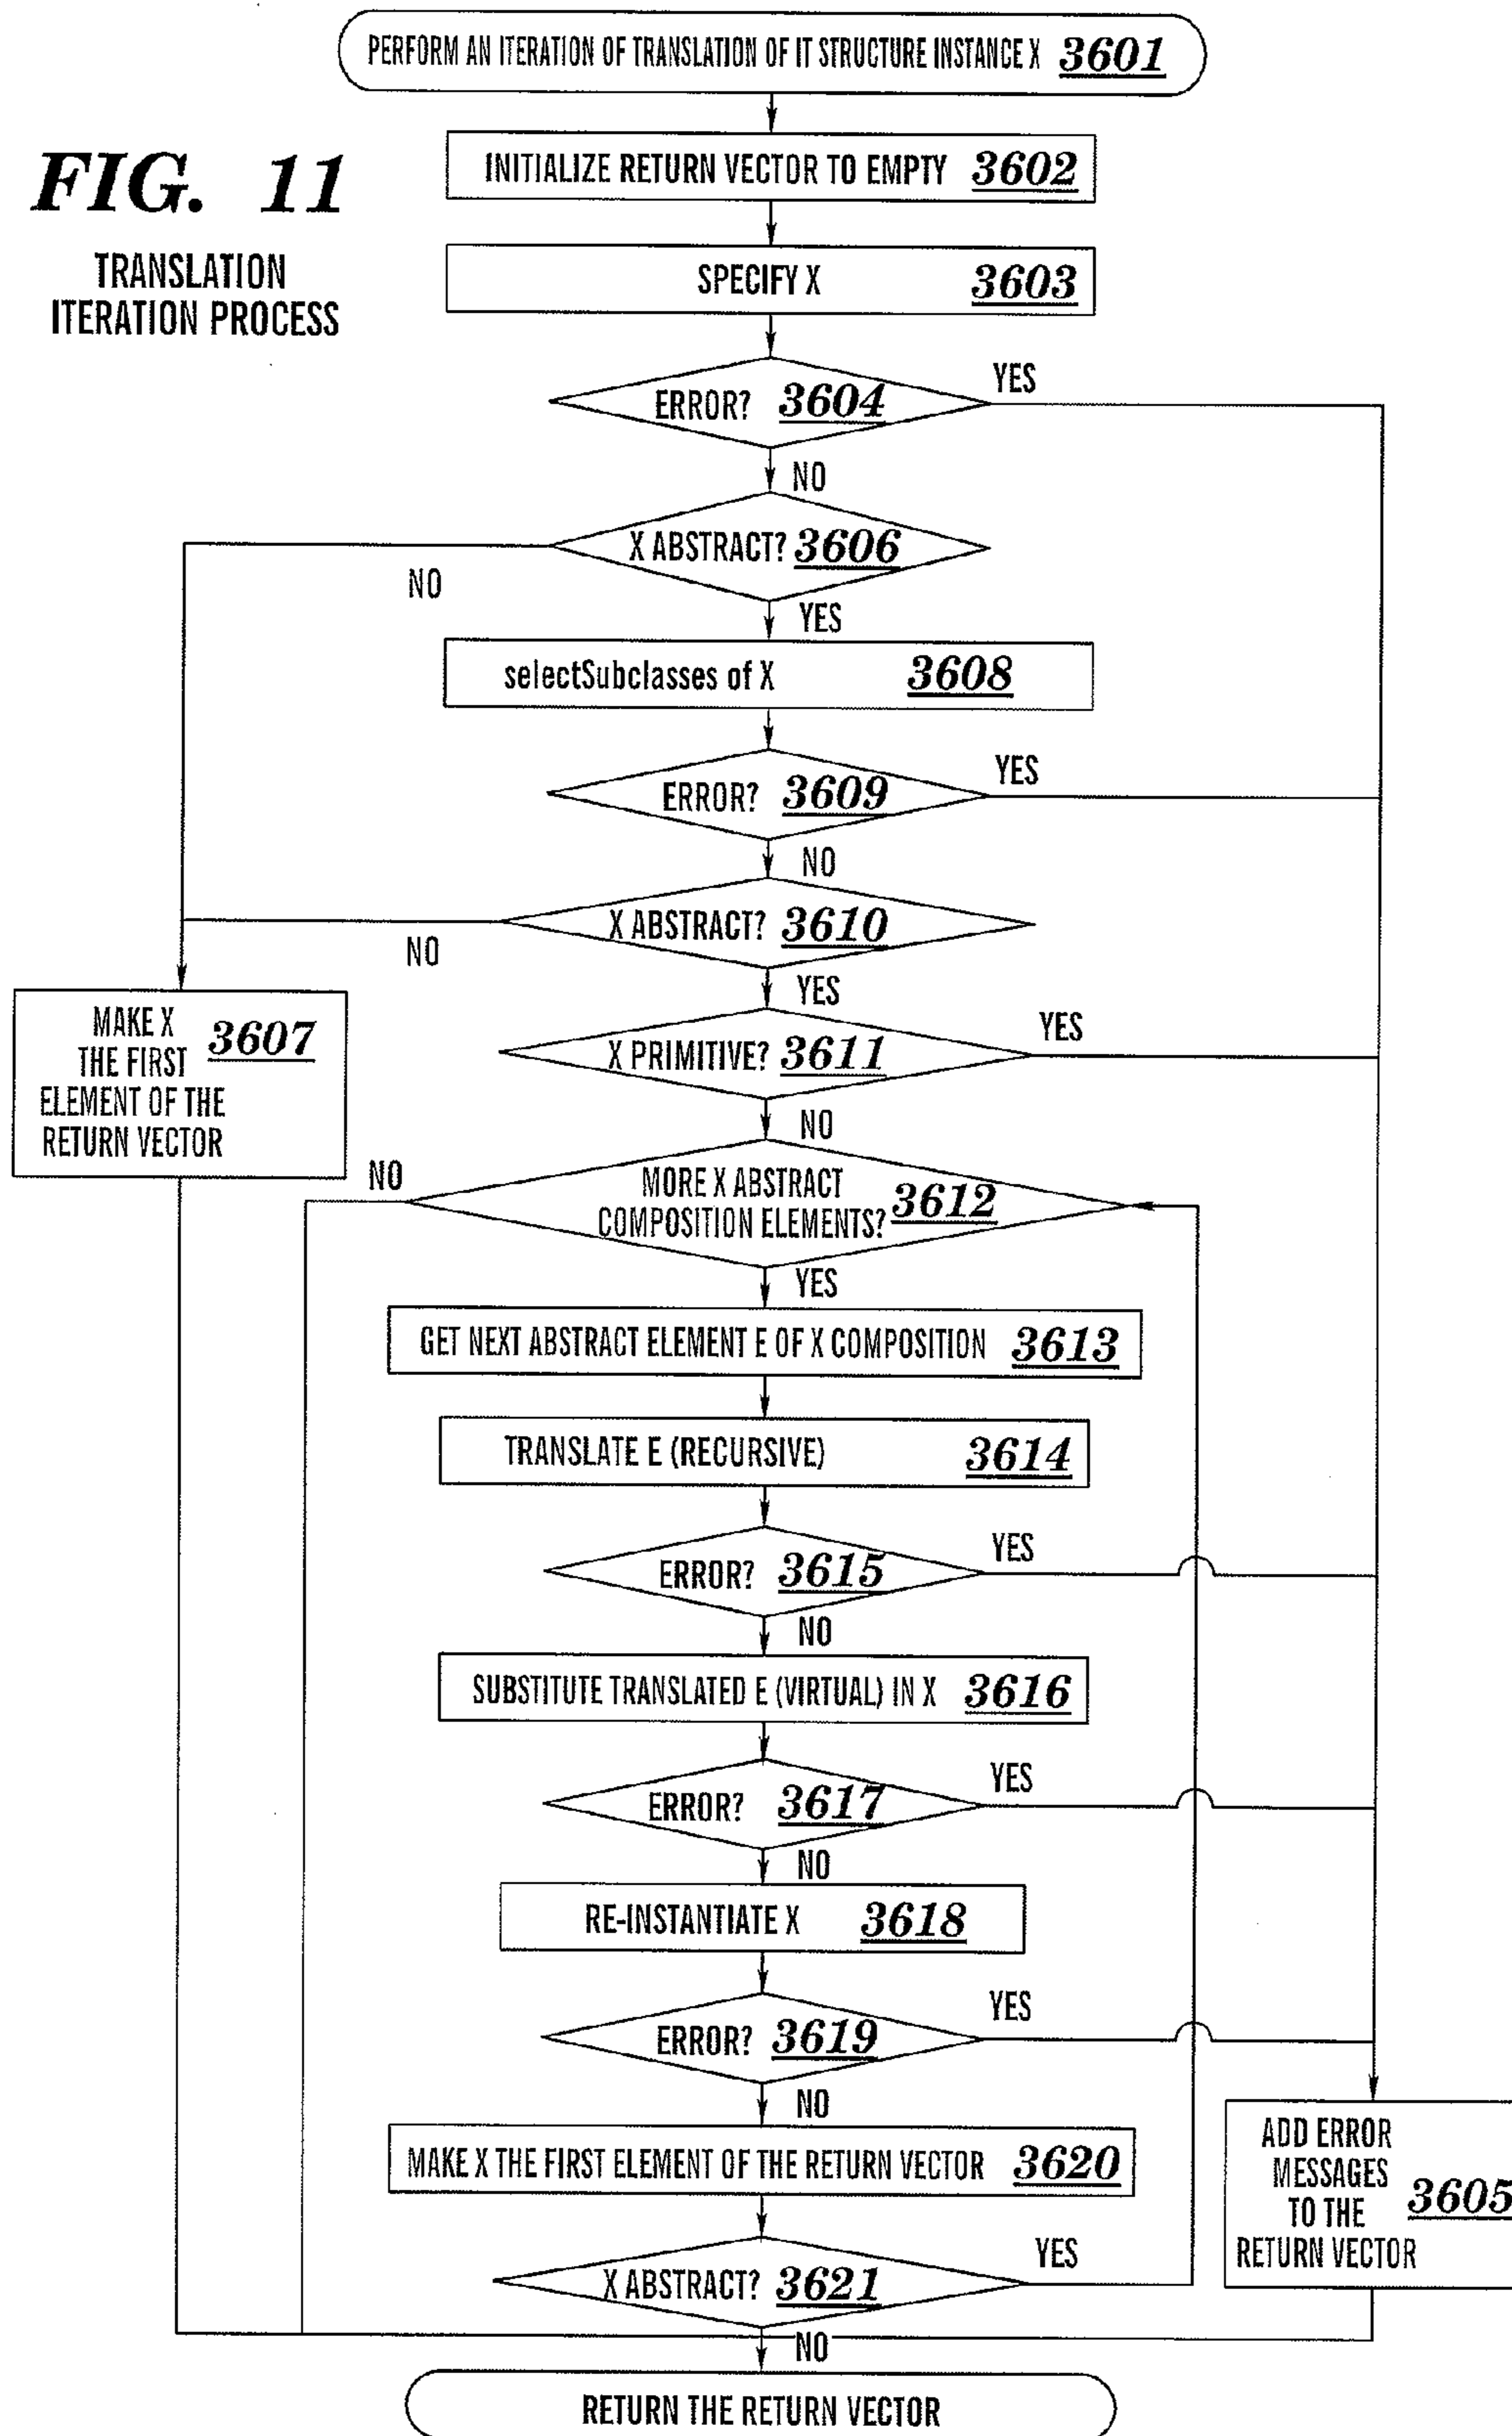 PERFORM AN ITERATION OF TRANSLATION OF IT STRUCTURE INSTANCE X 3601
FIG. 11
TRANSLATION
ITERATION PROCESS
INITIALIZE RETURN VECTOR TO EMPTY 3602
SPECIFY X 3603
ERROR? 3604
YES
NO
X ABSTRACT? 3606
NO
YES
selectSubclasses of X 3608
ERROR? 3609
YES
NO
X ABSTRACT? 3610
NO
YES
MAKE X
THE FIRST
ELEMENT OF THE
RETURN VECTOR
3607
X PRIMITIVE? 3611
YES
NO
MORE X ABSTRACT
COMPOSITION ELEMENTS? 3612
NO
YES
GET NEXT ABSTRACT ELEMENT E OF X COMPOSITION 3613
TRANSLATE E (RECURSIVE) 3614
ERROR? 3615
YES
NO
SUBSTITUTE TRANSLATED E (VIRTUAL) IN X 3616
ERROR? 3617
YES
NO
RE-INSTANTIATE X 3618
ERROR? 3619
YES
NO
MAKE X THE FIRST ELEMENT OF THE RETURN VECTOR 3620
ADD ERROR
MESSAGES
TO THE
RETURN VECTOR
3605
X ABSTRACT? 3621
YES
NO
RETURN THE RETURN VECTOR